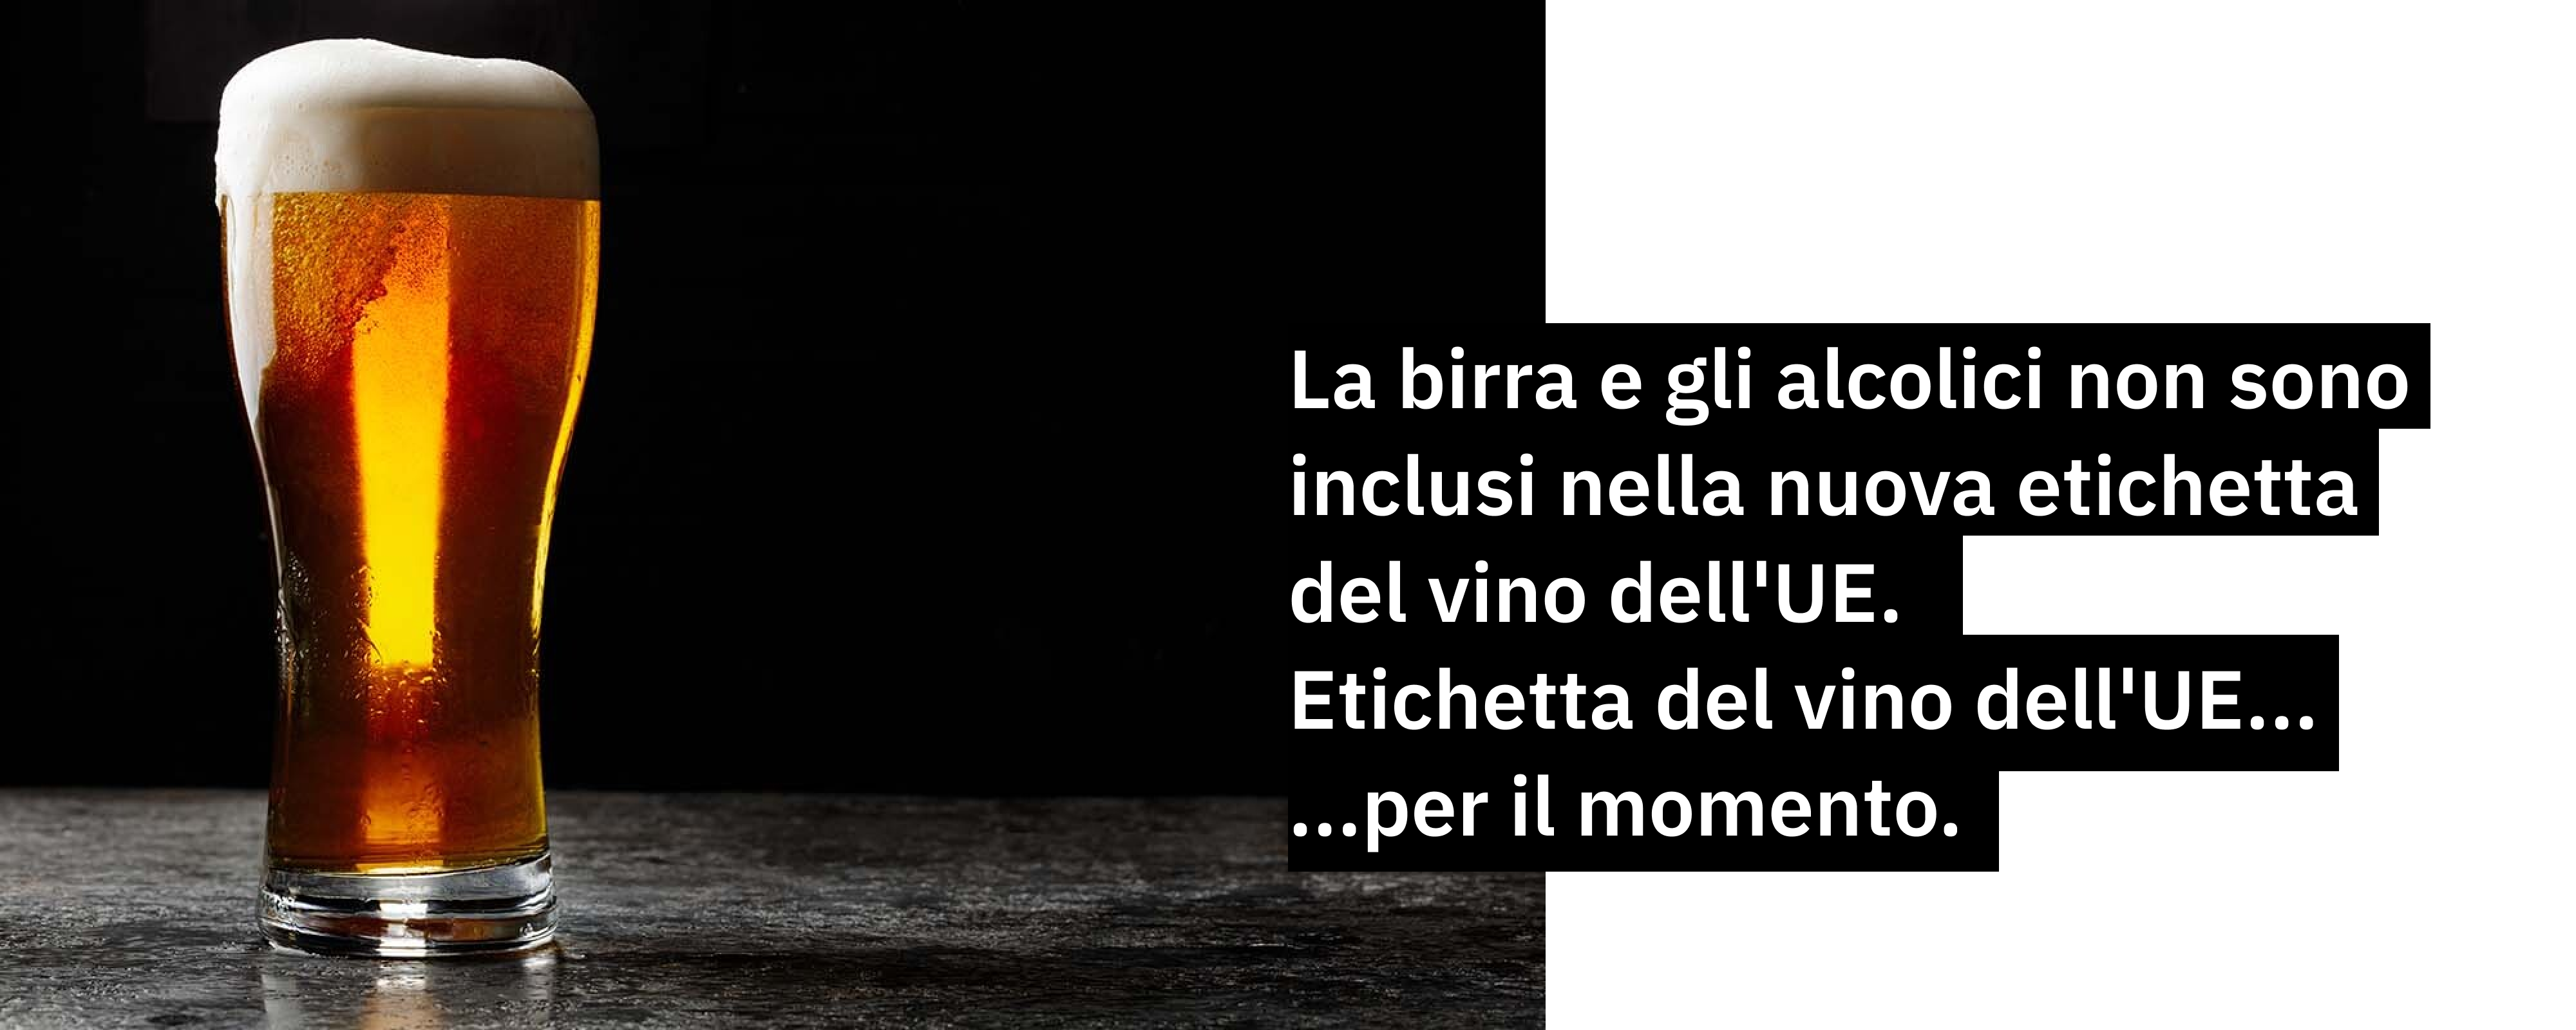 La birra e gli alcolici non sono
inclusi nella nuova etichetta
del vino dell'UE.
Etichetta del vino dell'UE...
...per il momento.